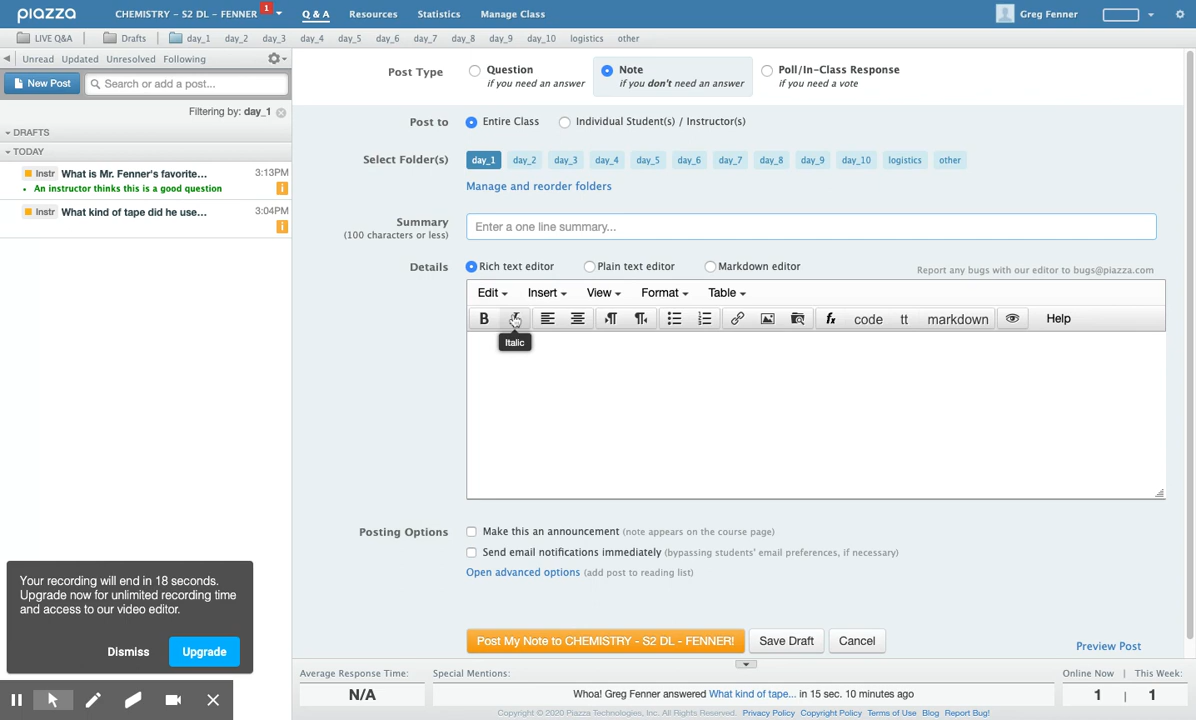 piazza CHEMISTRY – S2 DL – FENNER 1 Q & A Resources Statistics Manage Class Greg Fenner
LIVE Q&A Drafts day_1 day_2 day_3 day_4 day_5 day_6 day_7 day_8 day_9 day_10 logistics other
Unread Updated Unresolved Following
New Post Search or add a post...
Filtering by: day_1
DRAFTS
TODAY
Instr What is Mr. Fenner's favorite... 3:13PM
An instructor thinks this is a good question i
Instr What kind of tape did he use... 3:04PM
i
Post Type Question Note Poll/In-Class Response
if you need an answer if you don't need an answer if you need a vote
Post to Entire Class Individual Student(s) / Instructor(s)
Select Folder(s) day_1 day_2 day_3 day_4 day_5 day_6 day_7 day_8 day_9 day_10 logistics other
Manage and reorder folders
Summary Enter a one line summary...
(100 characters or less)
Details Rich text editor Plain text editor Markdown editor Report any bugs with our editor to bugs@piazza.com
Edit Insert View Format Table
B I fx code tt markdown Help
Italic
Posting Options Make this an announcement (note appears on the course page)
Send email notifications immediately (bypassing students' email preferences, if necessary)
Open advanced options (add post to reading list)
Your recording will end in 18 seconds.
Upgrade now for unlimited recording time
and access to our video editor.
Dismiss Upgrade
Post My Note to CHEMISTRY - S2 DL - FENNER! Save Draft Cancel Preview Post
Average Response Time: Special Mentions: Online Now | This Week:
N/A Whoa! Greg Fenner answered What kind of tape... in 15 sec. 10 minutes ago 1 | 1
Copyright © 2020 Piazza Technologies, Inc. All Rights Reserved. Privacy Policy Copyright Policy Terms of Use Blog Report Bug!